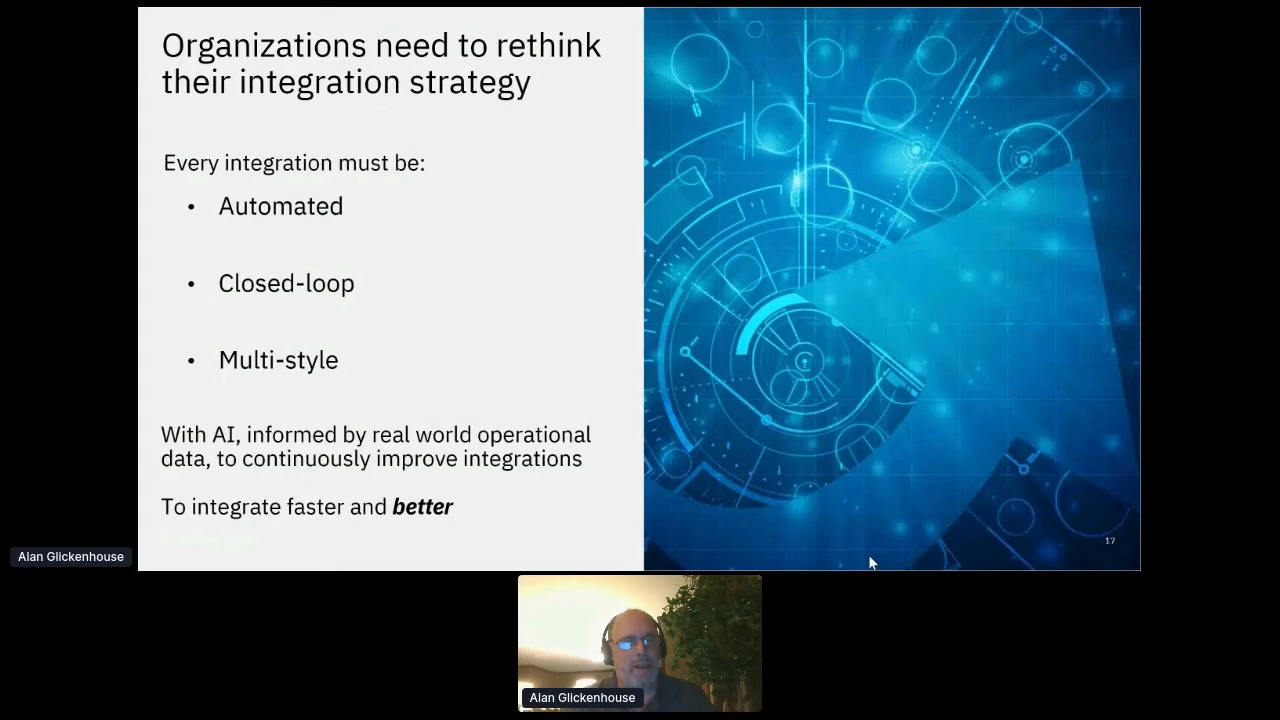 Organizations need to rethink
their integration strategy
Every integration must be:
• Automated
• Closed-loop
• Multi-style
With AI, informed by real world operational
data, to continuously improve integrations
To integrate faster and better
17
Alan Glickenhouse
Alan Glickenhouse